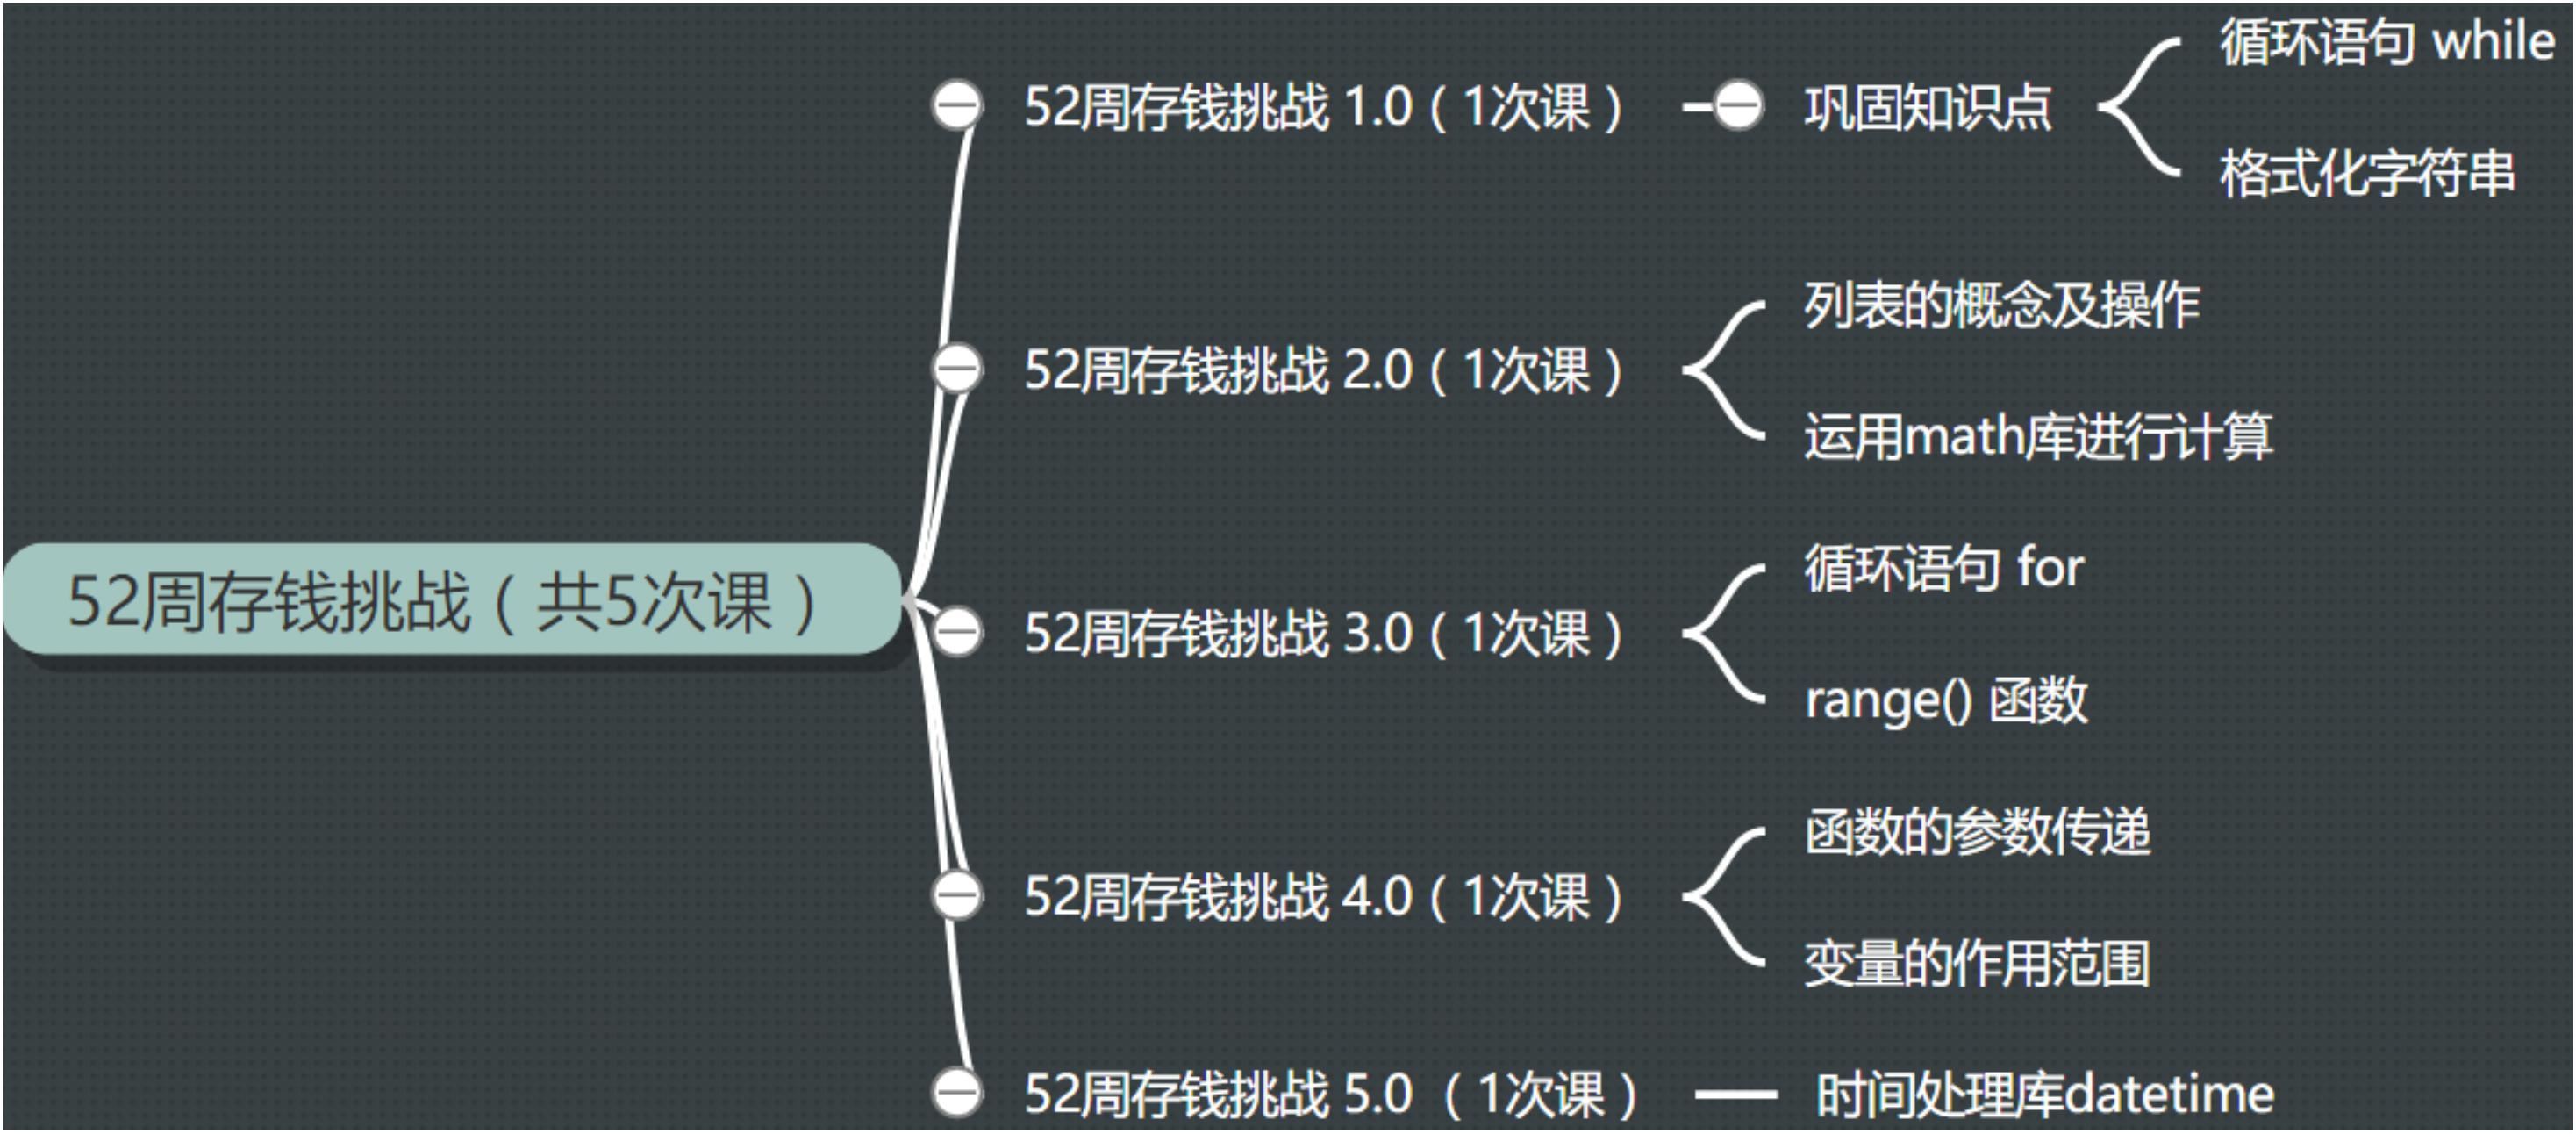 52周存钱挑战（共5次课）
52周存钱挑战 1.0（1次课）
巩固知识点
循环语句 while
格式化字符串
52周存钱挑战 2.0（1次课）
列表的概念及操作
运用math库进行计算
52周存钱挑战 3.0（1次课）
循环语句 for
range() 函数
52周存钱挑战 4.0（1次课）
函数的参数传递
变量的作用范围
52周存钱挑战 5.0 （1次课）
时间处理库datetime